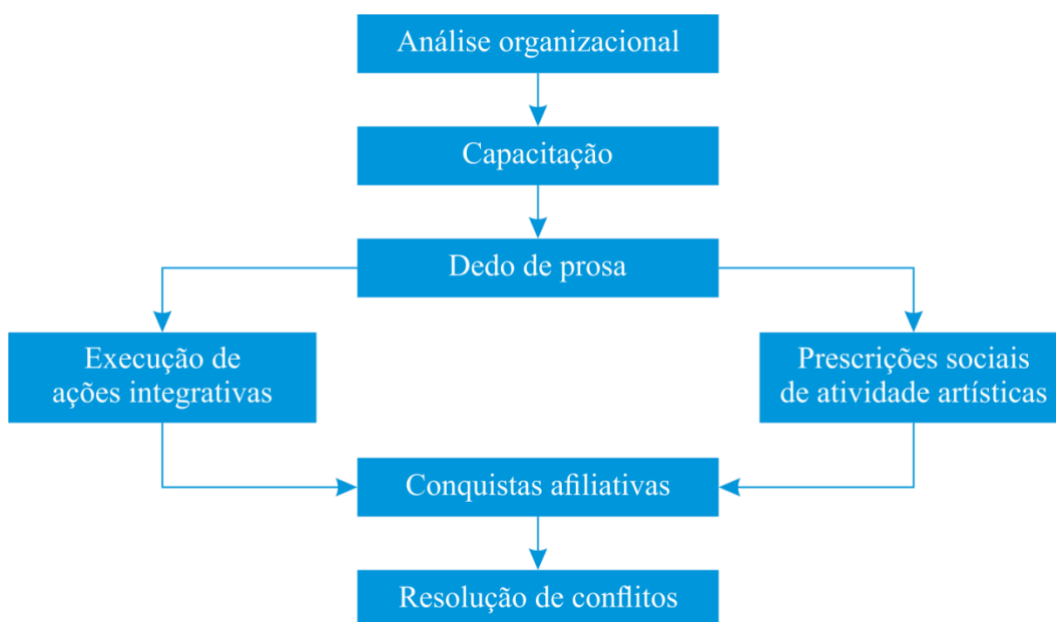 Análise organizacional
Capacitação
Dedo de prosa
Execução de
ações integrativas
Prescrições sociais
de atividade artísticas
Conquistas afiliativas
Resolução de conflitos